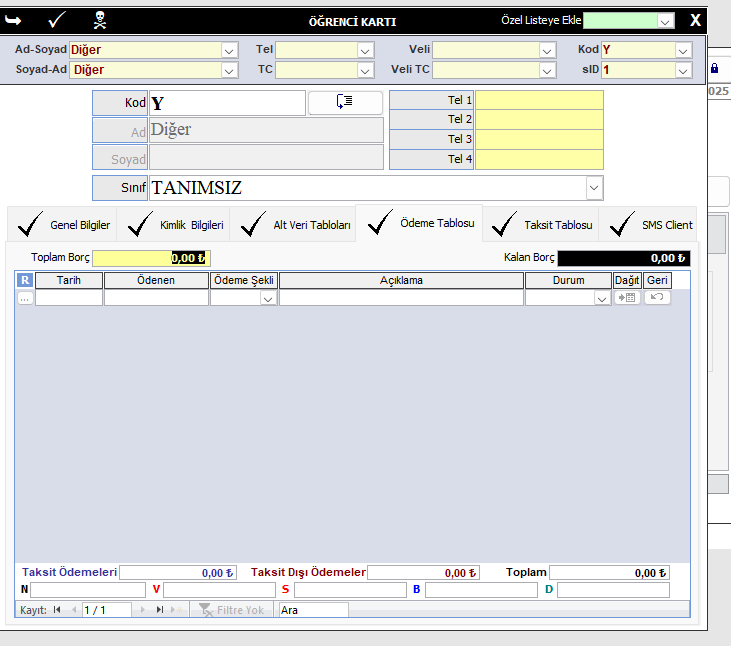 ÖĞRENCİ KARTI Özel Listeye Ekle X
Ad-Soyad Diğer Tel Veli Kod Y
Soyad-Ad Diğer TC Veli TC sID 1
025
Kod Y Tel 1
Ad Diğer Tel 2
Tel 3
Soyad Tel 4
Sınıf TANIMSIZ
Genel Bilgiler Kimlik Bilgileri Alt Veri Tabloları Ödeme Tablosu Taksit Tablosu SMS Client
Toplam Borç 0,00 ₺ Kalan Borç 0,00 ₺
R Tarih Ödenen Ödeme Şekli Açıklama Durum Dağıt Geri
...
Taksit Ödemeleri 0,00 ₺ Taksit Dışı Ödemeler 0,00 ₺ Toplam 0,00 ₺
N V S B D
Kayıt: 1 / 1 Filtre Yok Ara